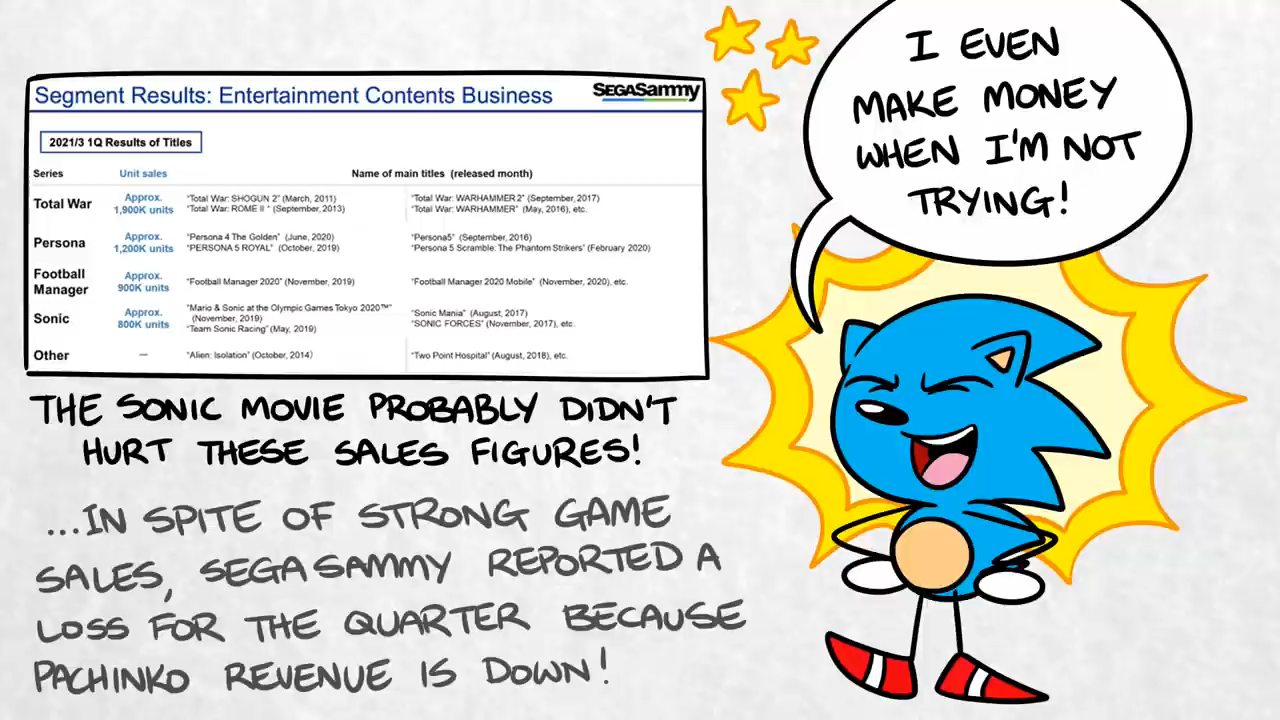 Segment Results: Entertainment Contents Business
SEGASammy
2021/3 1Q Results of Titles
Series Unit sales Name of main titles (released month)
Total War Approx. 1,900K units "Total War: SHOGUN 2" (March, 2011) "Total War: WARHAMMER 2" (September, 2017)
"Total War: ROME II " (September, 2013) "Total War: WARHAMMER" (May, 2016), etc.
Persona Approx. 1,200K units "Persona 4 The Golden" (June, 2020) "Persona5" (September, 2016)
"PERSONA 5 ROYAL" (October, 2019) "Persona 5 Scramble: The Phantom Strikers" (February 2020)
Football Manager Approx. 900K units "Football Manager 2020" (November, 2019) "Football Manager 2020 Mobile" (November, 2020), etc.
Sonic Approx. 800K units "Mario & Sonic at the Olympic Games Tokyo 2020™" (November, 2019) "Sonic Mania" (August, 2017)
"Team Sonic Racing" (May, 2019) "SONIC FORCES" (November, 2017), etc.
Other — "Alien: Isolation" (October, 2014) "Two Point Hospital" (August, 2018), etc.
I EVEN
MAKE MONEY
WHEN I'M NOT
TRYING!
THE SONIC MOVIE PROBABLY DIDN'T
HURT THESE SALES FIGURES!
...IN SPITE OF STRONG GAME
SALES, SEGASAMMY REPORTED A
LOSS FOR THE QUARTER BECAUSE
PACHINKO REVENUE IS DOWN!